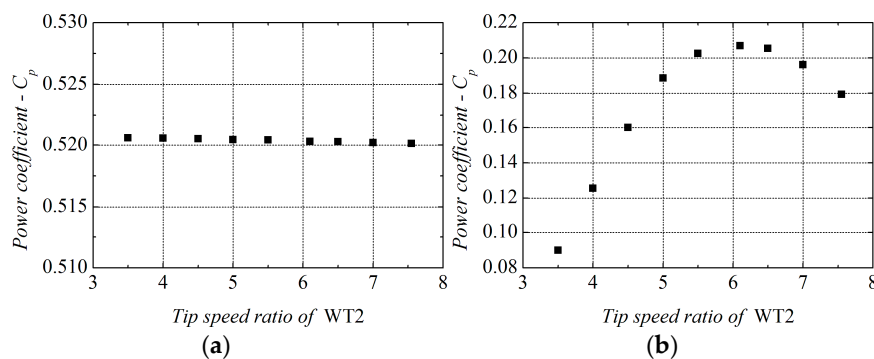 0.530
0.525
0.520
0.515
0.510
Power coefficient - C_p
3 4 5 6 7 8
Tip speed ratio of WT2
(a)
0.22
0.20
0.18
0.16
0.14
0.12
0.10
0.08
Power coefficient - C_p
3 4 5 6 7 8
Tip speed ratio of WT2
(b)